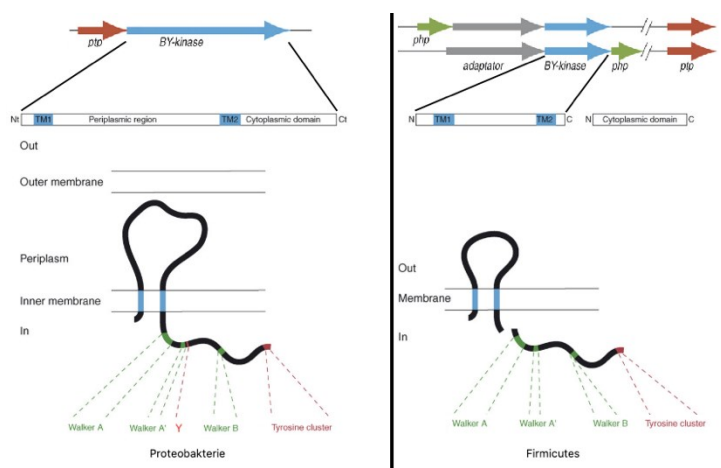 ptp
BY-kinase
Nt TM1 Periplasmic region TM2 Cytoplasmic domain Ct
Out
Outer membrane
Periplasm
Inner membrane
In
Walker A Walker A' Y Walker B Tyrosine cluster
Proteobakterie
php
adaptator BY-kinase php ptp
N TM1 TM2 C N Cytoplasmic domain C
Out
Membrane
In
Walker A Walker A' Walker B Tyrosine cluster
Firmicutes